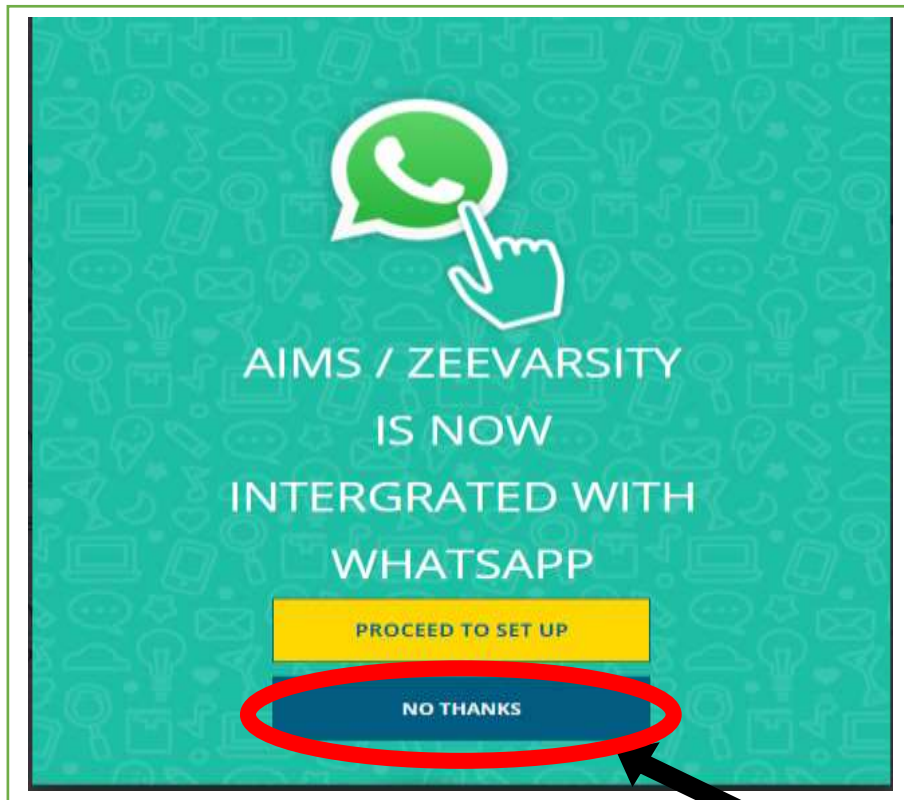 AIMS / ZEEVARSITY
IS NOW
INTERGRATED WITH
WHATSAPP
PROCEED TO SET UP
NO THANKS